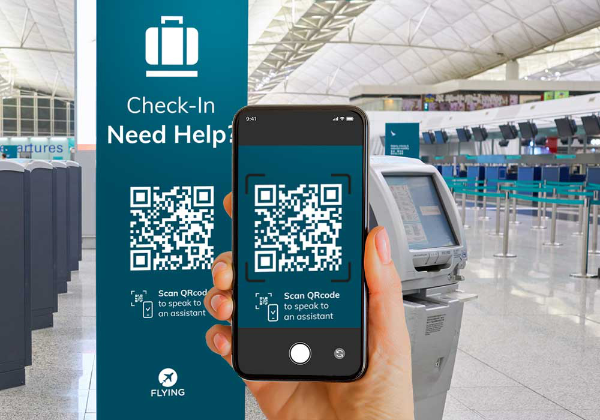 Check-In
Need Help?
Scan QRcode
to speak to
an assistant
FLYING
9:41
Scan QRcode
to speak to
an assistant
partures